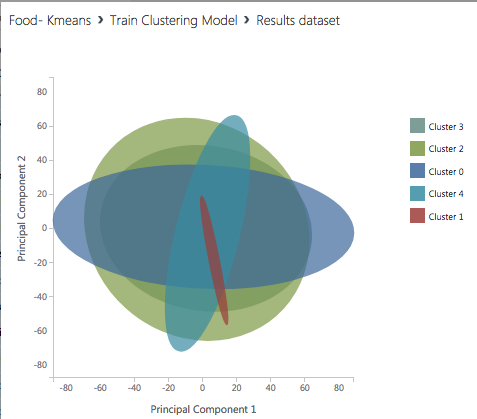 Food- Kmeans > Train Clustering Model > Results dataset
80
60
40
20
0
-20
-40
-60
-80
Principal Component 2
-80 -60 -40 -20 0 20 40 60 80
Principal Component 1
Cluster 3
Cluster 2
Cluster 0
Cluster 4
Cluster 1